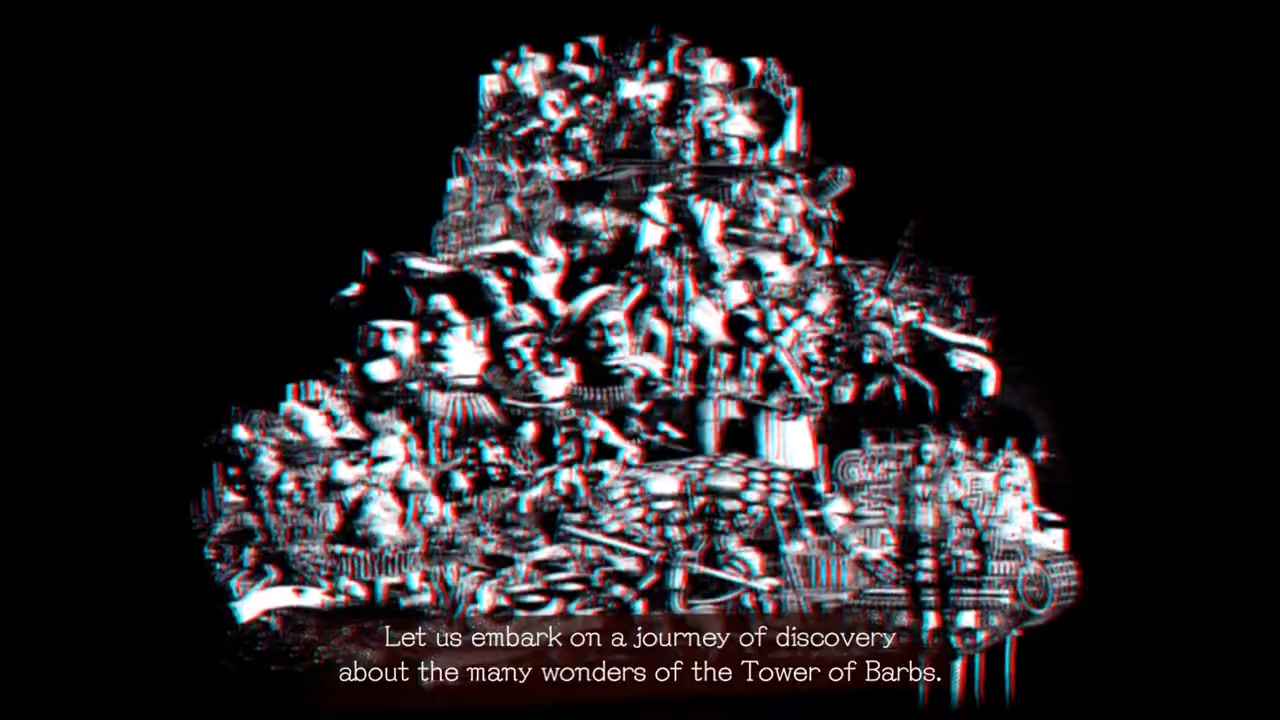 Let us embark on a journey of discovery
about the many wonders of the Tower of Barbs.